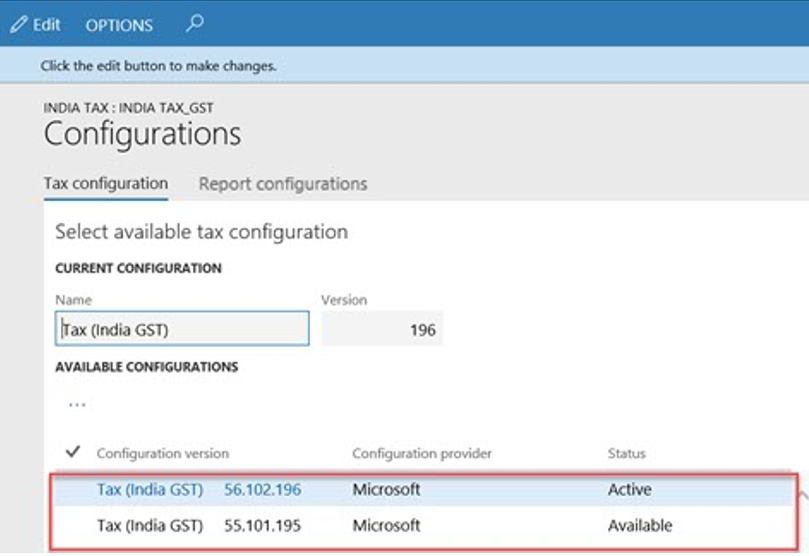 Edit OPTIONS
Click the edit button to make changes.
INDIA TAX : INDIA TAX_GST
Configurations
Tax configuration Report configurations
Select available tax configuration
CURRENT CONFIGURATION
Name Version
Tax (India GST) 196
AVAILABLE CONFIGURATIONS
...
Configuration version Configuration provider Status
Tax (India GST) 56.102.196 Microsoft Active
Tax (India GST) 55.101.195 Microsoft Available